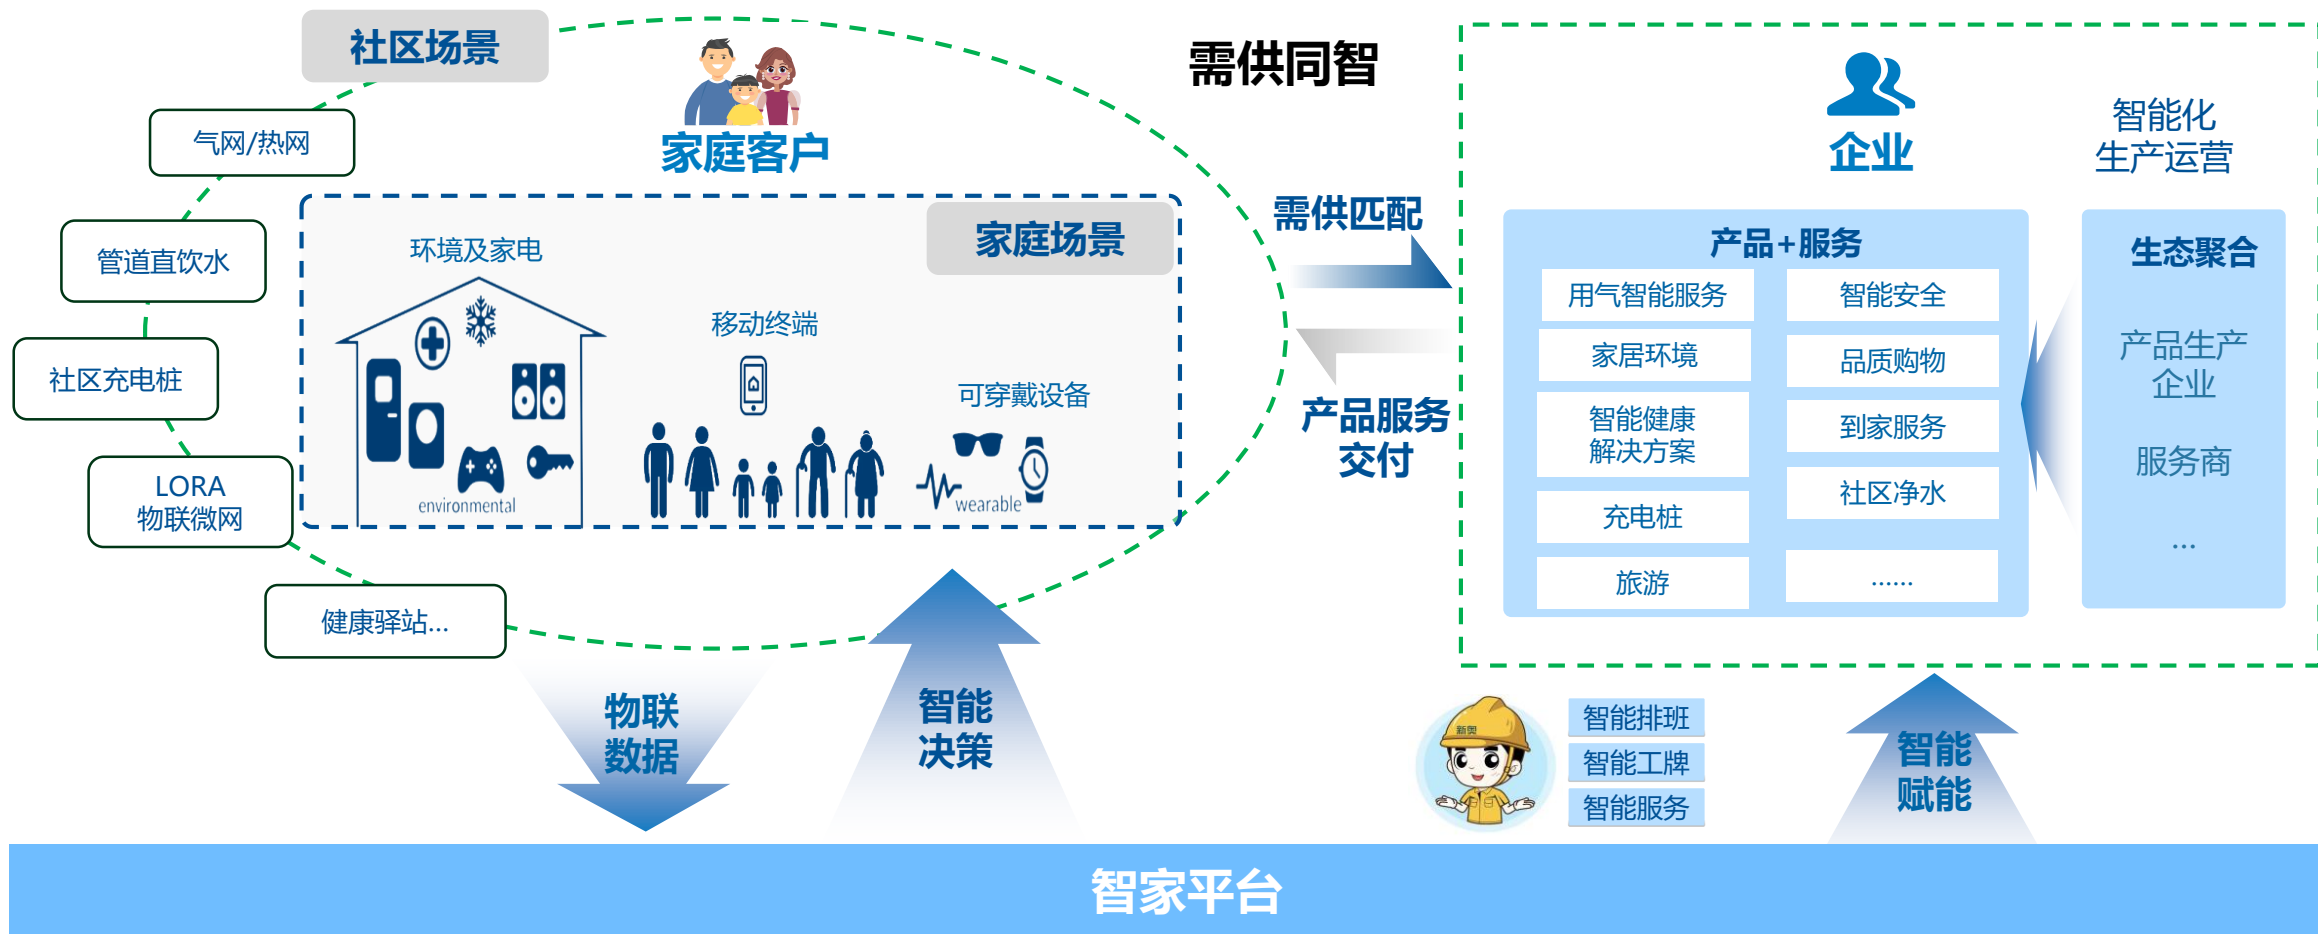 社区场景
需供同智
气网/热网
管道直饮水
社区充电桩
LORA
物联微网
健康驿站...
家庭客户
家庭场景
环境及家电
environmental
移动终端
可穿戴设备
wearable
需供匹配
产品服务
交付
企业
智能化
生产运营
产品+服务
用气智能服务
家居环境
智能健康
解决方案
充电桩
旅游
智能安全
品质购物
到家服务
社区净水
......
生态聚合
产品生产
企业
服务商
...
物联
数据
智能
决策
新奥
智能排班
智能工牌
智能服务
智能
赋能
智家平台